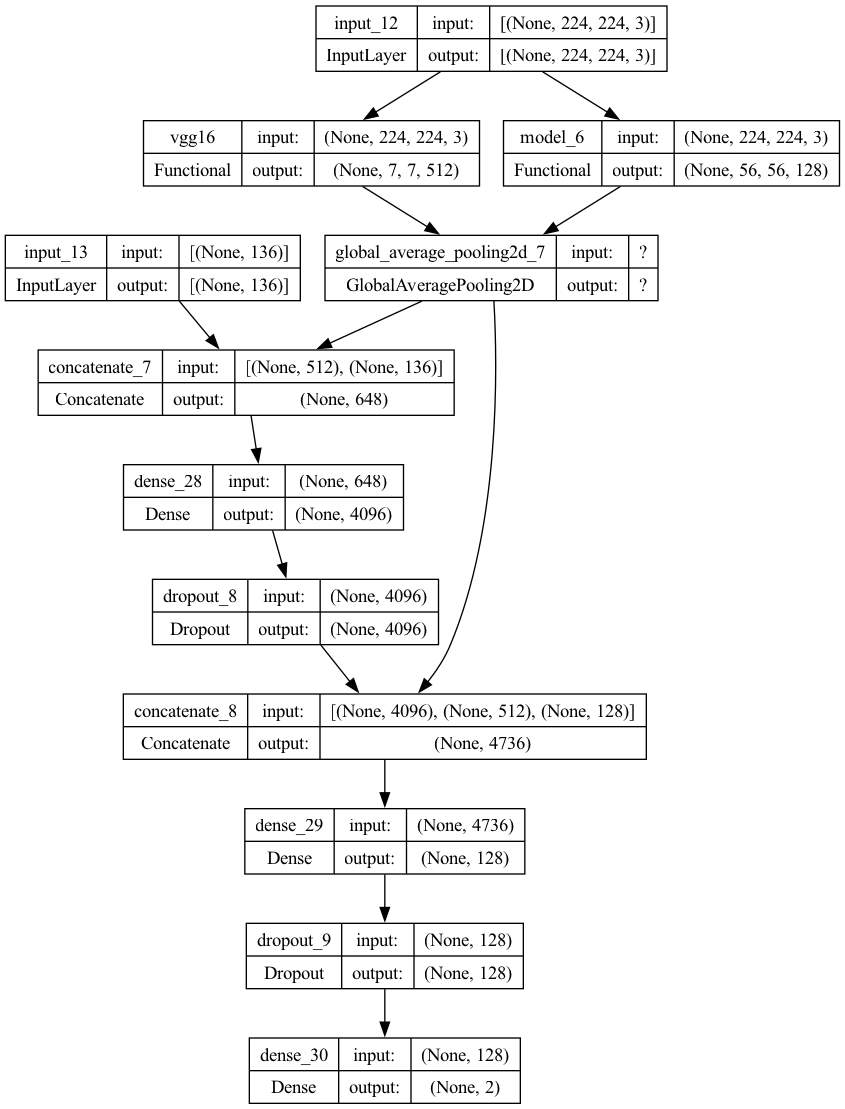 input_12 input: [(None, 224, 224, 3)]
InputLayer output: [(None, 224, 224, 3)]
vgg16 input: (None, 224, 224, 3)
Functional output: (None, 7, 7, 512)
model_6 input: (None, 224, 224, 3)
Functional output: (None, 56, 56, 128)
input_13 input: [(None, 136)]
InputLayer output: [(None, 136)]
global_average_pooling2d_7 input: ?
GlobalAveragePooling2D output: ?
concatenate_7 input: [(None, 512), (None, 136)]
Concatenate output: (None, 648)
dense_28 input: (None, 648)
Dense output: (None, 4096)
dropout_8 input: (None, 4096)
Dropout output: (None, 4096)
concatenate_8 input: [(None, 4096), (None, 512), (None, 128)]
Concatenate output: (None, 4736)
dense_29 input: (None, 4736)
Dense output: (None, 128)
dropout_9 input: (None, 128)
Dropout output: (None, 128)
dense_30 input: (None, 128)
Dense output: (None, 2)